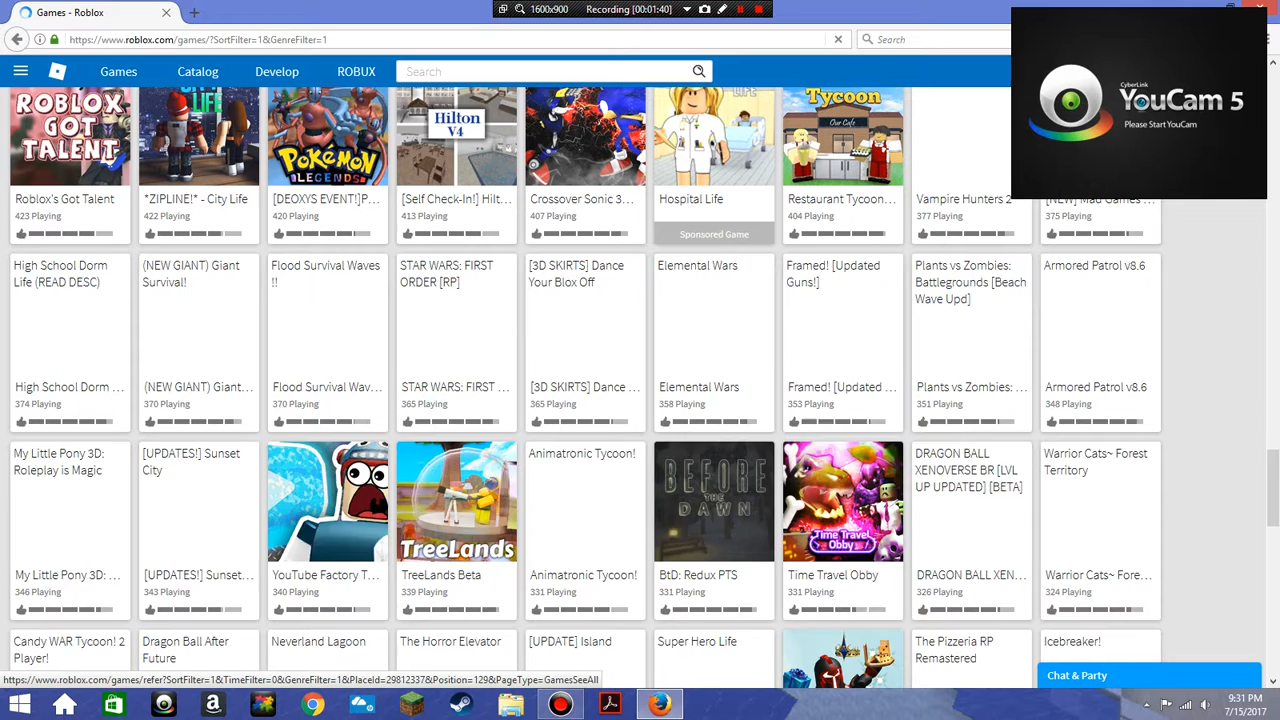 Games - Roblox
1600x900 Recording [00:01:40]
https://www.roblox.com/games/?SortFilter=1&GenreFilter=1
Search
CyberLink
YouCam 5
Please Start YouCam
Games Catalog Develop ROBUX Search
ROBLOX GOT TALENT
LIFE
POKéMON LEGENDS
Hilton V4
LIFE
Tycoon
Our Cafe
Roblox's Got Talent
423 Playing
*ZIPLINE!* - City Life
422 Playing
[DEOXYS EVENT!]P...
420 Playing
[Self Check-In!] Hilt...
413 Playing
Crossover Sonic 3...
407 Playing
Hospital Life
Sponsored Game
Restaurant Tycoon...
404 Playing
Vampire Hunters 2
377 Playing
[NEW] Mad Games
375 Playing
High School Dorm
Life (READ DESC)
High School Dorm ...
374 Playing
(NEW GIANT) Giant
Survival!
(NEW GIANT) Giant...
370 Playing
Flood Survival Waves
!!
Flood Survival Wav...
370 Playing
STAR WARS: FIRST
ORDER [RP]
STAR WARS: FIRST ...
365 Playing
[3D SKIRTS] Dance
Your Blox Off
[3D SKIRTS] Dance ...
365 Playing
Elemental Wars
Elemental Wars
358 Playing
Framed! [Updated
Guns!]
Framed! [Updated ...
353 Playing
Plants vs Zombies:
Battlegrounds [Beach
Wave Upd]
Plants vs Zombies: ...
351 Playing
Armored Patrol v8.6
Armored Patrol v8.6
348 Playing
My Little Pony 3D:
Roleplay is Magic
My Little Pony 3D: ...
346 Playing
[UPDATES!] Sunset
City
[UPDATES!] Sunset...
343 Playing
YouTube Factory T...
340 Playing
TreeLands
TreeLands Beta
339 Playing
Animatronic Tycoon!
Animatronic Tycoon!
331 Playing
BEFORE
THE
DAWN
BtD: Redux PTS
331 Playing
Time Travel
Obby
Time Travel Obby
331 Playing
DRAGON BALL
XENOVERSE BR [LVL
UP UPDATED] [BETA]
DRAGON BALL XEN...
326 Playing
Warrior Cats~ Forest
Territory
Warrior Cats~ Fore...
324 Playing
Candy WAR Tycoon! 2
Player!
Dragon Ball After
Future
Neverland Lagoon
The Horror Elevator
[UPDATE] Island
Super Hero Life
The Pizzeria RP
Remastered
Icebreaker!
Chat & Party
https://www.roblox.com/games/refer?SortFilter=1&TimeFilter=0&GenreFilter=1&PlaceId=29812337&Position=129&PageType=GamesSeeAll
9:31 PM
7/15/2017